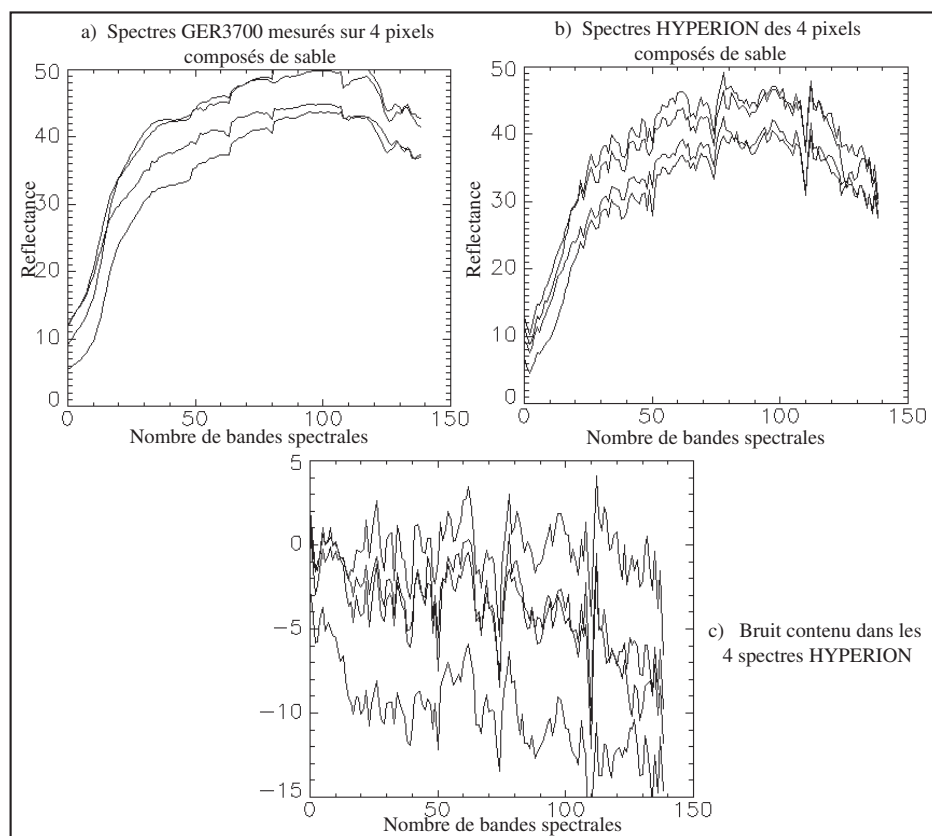 a) Spectres GER3700 mesurés sur 4 pixels
composés de sable
50
40
30
20
10
0
0
50
100
150
Reflectance
Nombre de bandes spectrales
b) Spectres HYPERION des 4 pixels
composés de sable
50
40
30
20
10
0
0
50
100
150
Reflectance
Nombre de bandes spectrales
5
0
−5
−10
−15
0
50
100
150
Nombre de bandes spectrales
c) Bruit contenu dans les
4 spectres HYPERION